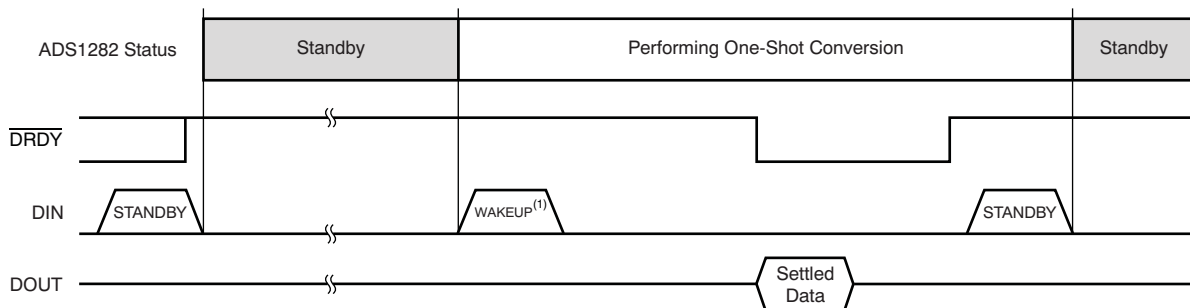 ADS1282 Status
Standby
Performing One-Shot Conversion
Standby
DRDY
DIN
STANDBY
WAKEUP(1)
STANDBY
DOUT
Settled
Data